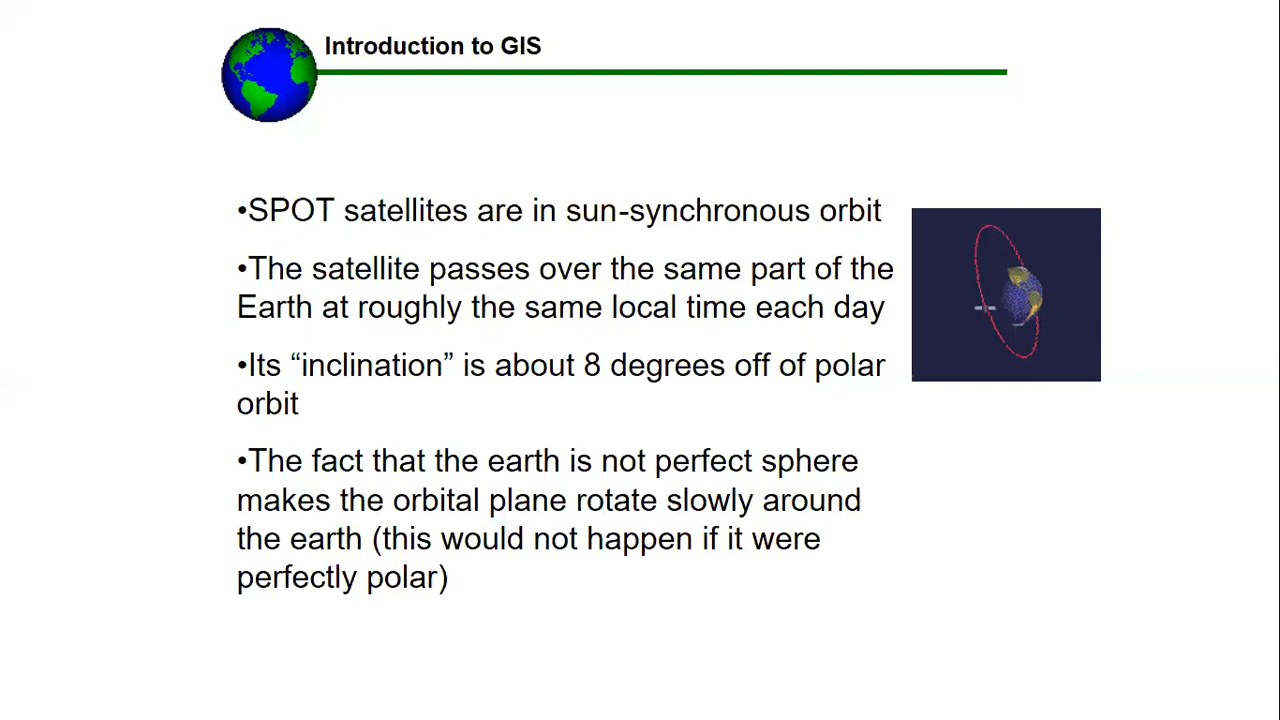 Introduction to GIS
•SPOT satellites are in sun-synchronous orbit
•The satellite passes over the same part of the
Earth at roughly the same local time each day
•Its “inclination” is about 8 degrees off of polar
orbit
•The fact that the earth is not perfect sphere
makes the orbital plane rotate slowly around
the earth (this would not happen if it were
perfectly polar)